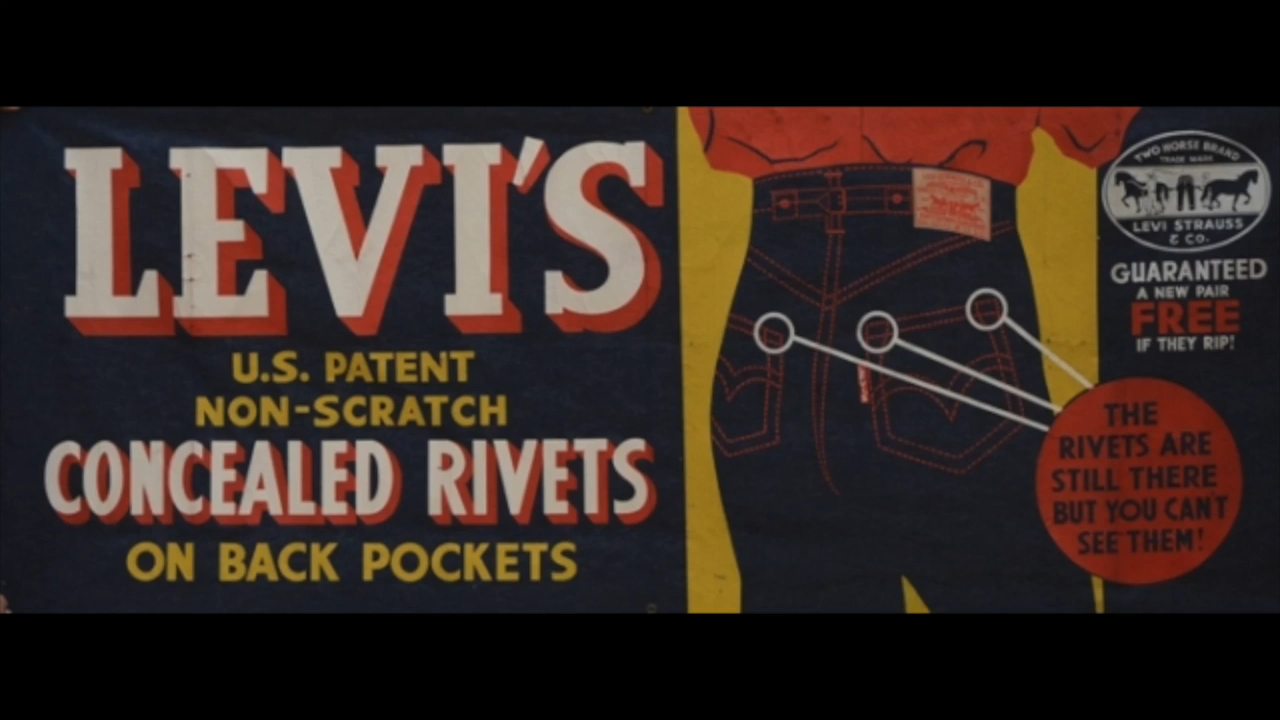 LEVI'S
U.S. PATENT
NON-SCRATCH
CONCEALED RIVETS
ON BACK POCKETS
TWO HORSE BRAND
TRADE MARK
LEVI STRAUSS
& CO.
GUARANTEED
A NEW PAIR
FREE
IF THEY RIP!
THE
RIVETS ARE
STILL THERE
BUT YOU CAN'T
SEE THEM!